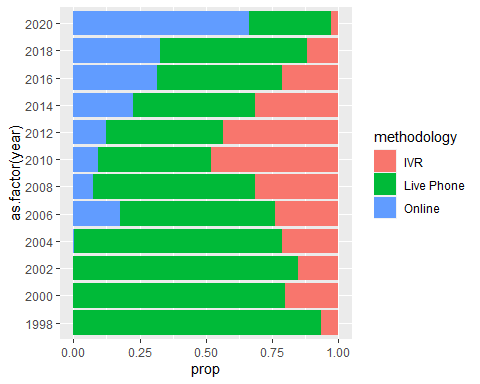 2020
2018
2016
2014
2012
2010
2008
2006
2004
2002
2000
1998
as.factor(year)
0.00 0.25 0.50 0.75 1.00
prop
methodology
IVR
Live Phone
Online